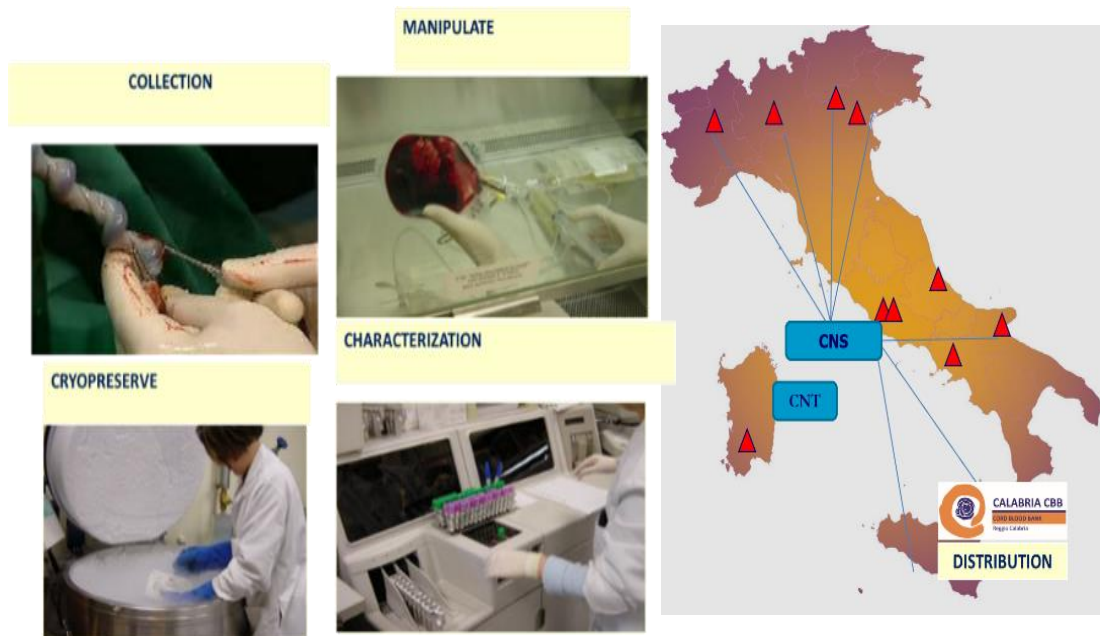 COLLECTION
MANIPULATE
CRYOPRESERVE
CHARACTERIZATION
CNS
CNT
CALABRIA CBB
CORD BLOOD BANK
Reggio Calabria
DISTRIBUTION